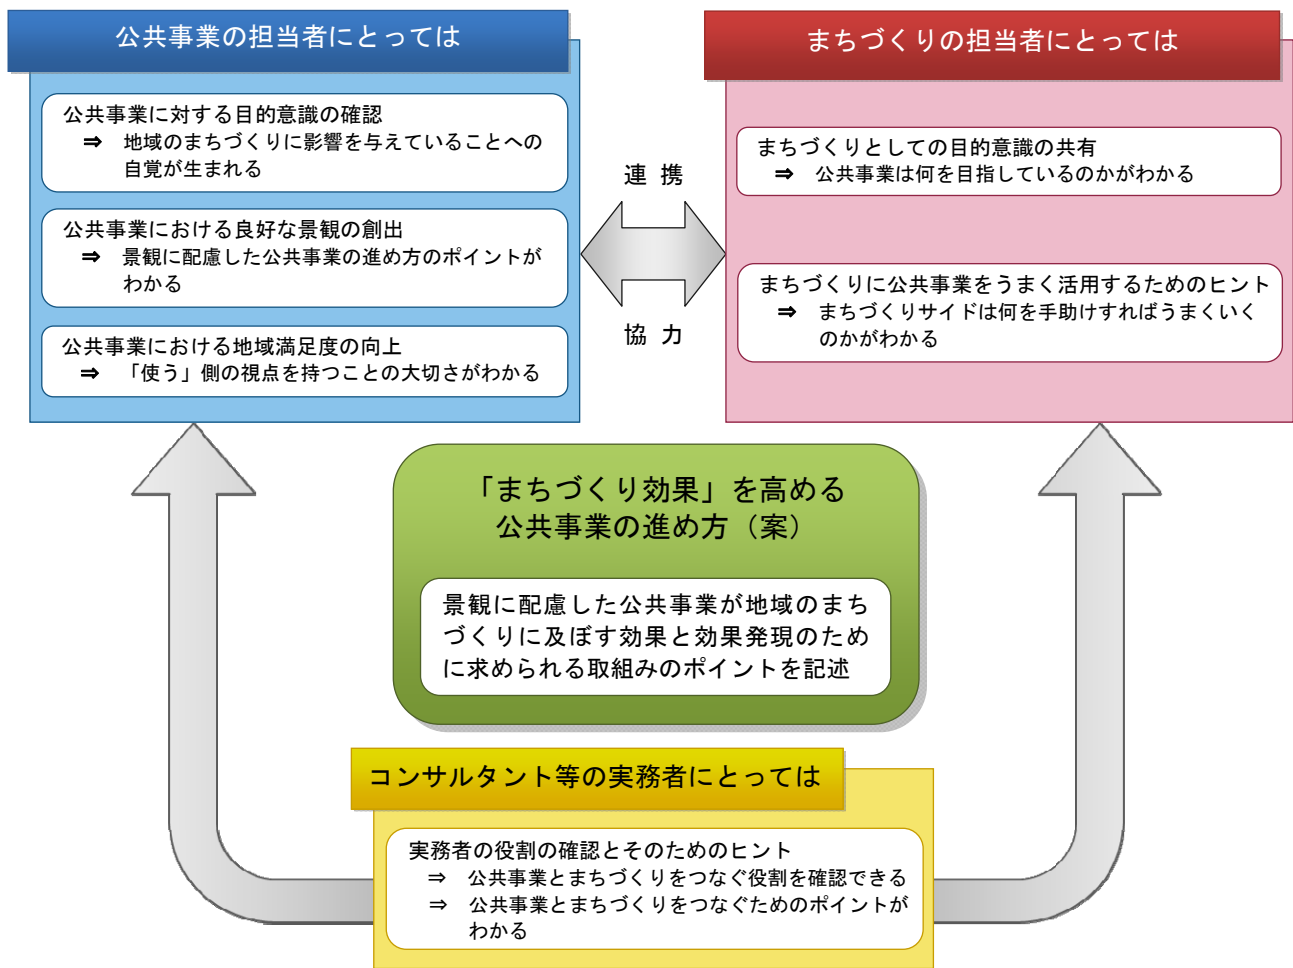 公共事業の担当者にとっては
公共事業に対する目的意識の確認
⇒ 地域のまちづくりに影響を与えていることへの
自覚が生まれる
公共事業における良好な景観の創出
⇒ 景観に配慮した公共事業の進め方のポイントが
わかる
公共事業における地域満足度の向上
⇒ 「使う」側の視点を持つことの大切さがわかる
連 携
協 力
まちづくりの担当者にとっては
まちづくりとしての目的意識の共有
⇒ 公共事業は何を目指しているのかがわかる
まちづくりに公共事業をうまく活用するためのヒント
⇒ まちづくりサイドは何を手助けすればうまくいく
のかがわかる
「まちづくり効果」を高める
公共事業の進め方（案）
景観に配慮した公共事業が地域のまち
づくりに及ぼす効果と効果発現のため
に求められる取組みのポイントを記述
コンサルタント等の実務者にとっては
実務者の役割の確認とそのためのヒント
⇒ 公共事業とまちづくりをつなぐ役割を確認できる
⇒ 公共事業とまちづくりをつなぐためのポイントが
わかる